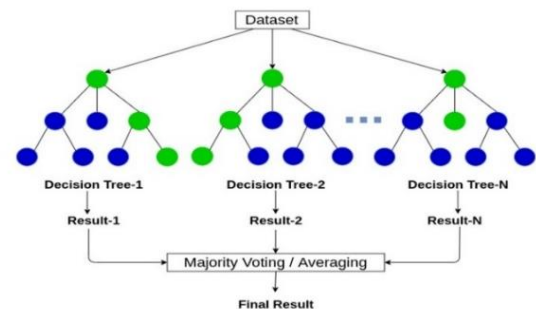 Dataset
Decision Tree-1 Decision Tree-2 Decision Tree-N
Result-1 Result-2 Result-N
Majority Voting / Averaging
Final Result